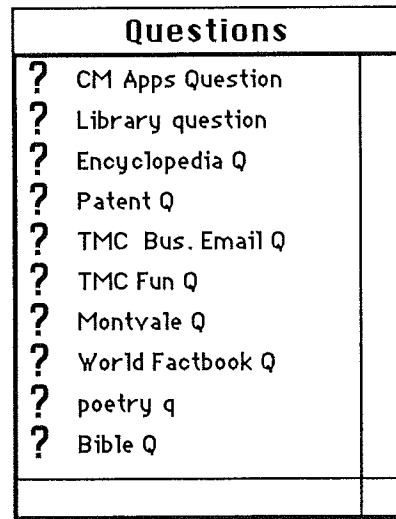 Questions
? CM Apps Question
? Library question
? Encyclopedia Q
? Patent Q
? TMC Bus. Email Q
? TMC Fun Q
? Montvale Q
? World Factbook Q
? poetry q
? Bible Q